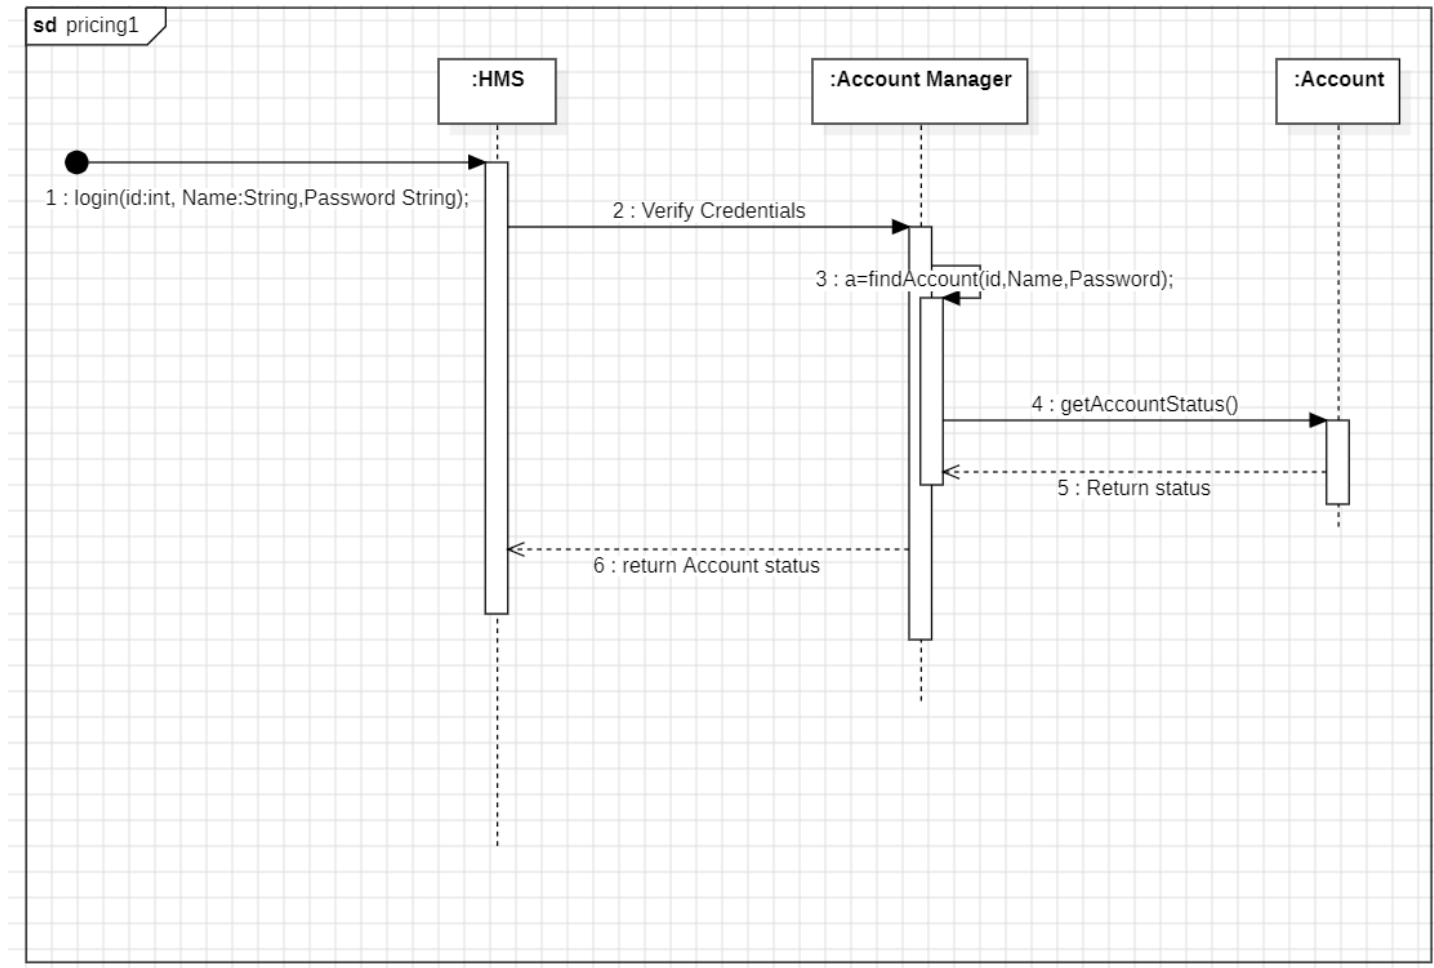 sd pricing1
:HMS
:Account Manager
:Account
1 : login(id:int, Name:String,Password String);
2 : Verify Credentials
3 : a=findAccount(id,Name,Password);
4 : getAccountStatus()
5 : Return status
6 : return Account status